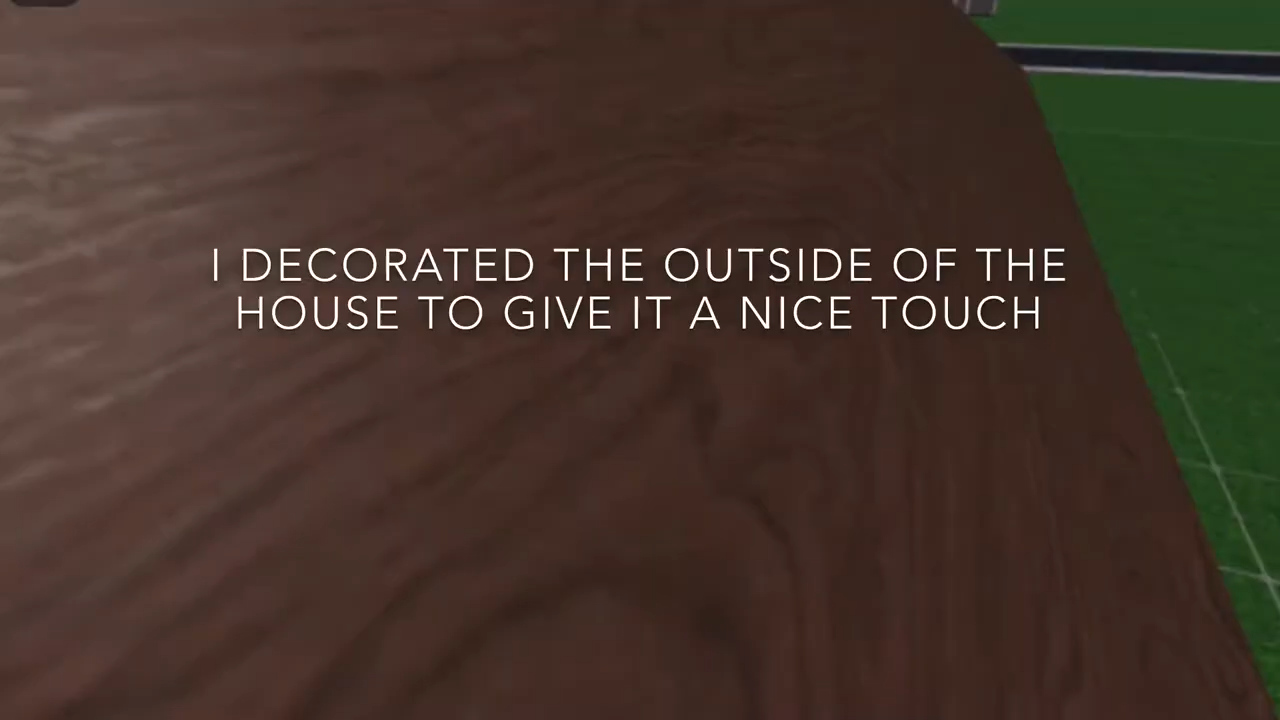 I DECORATED THE OUTSIDE OF THE
HOUSE TO GIVE IT A NICE TOUCH